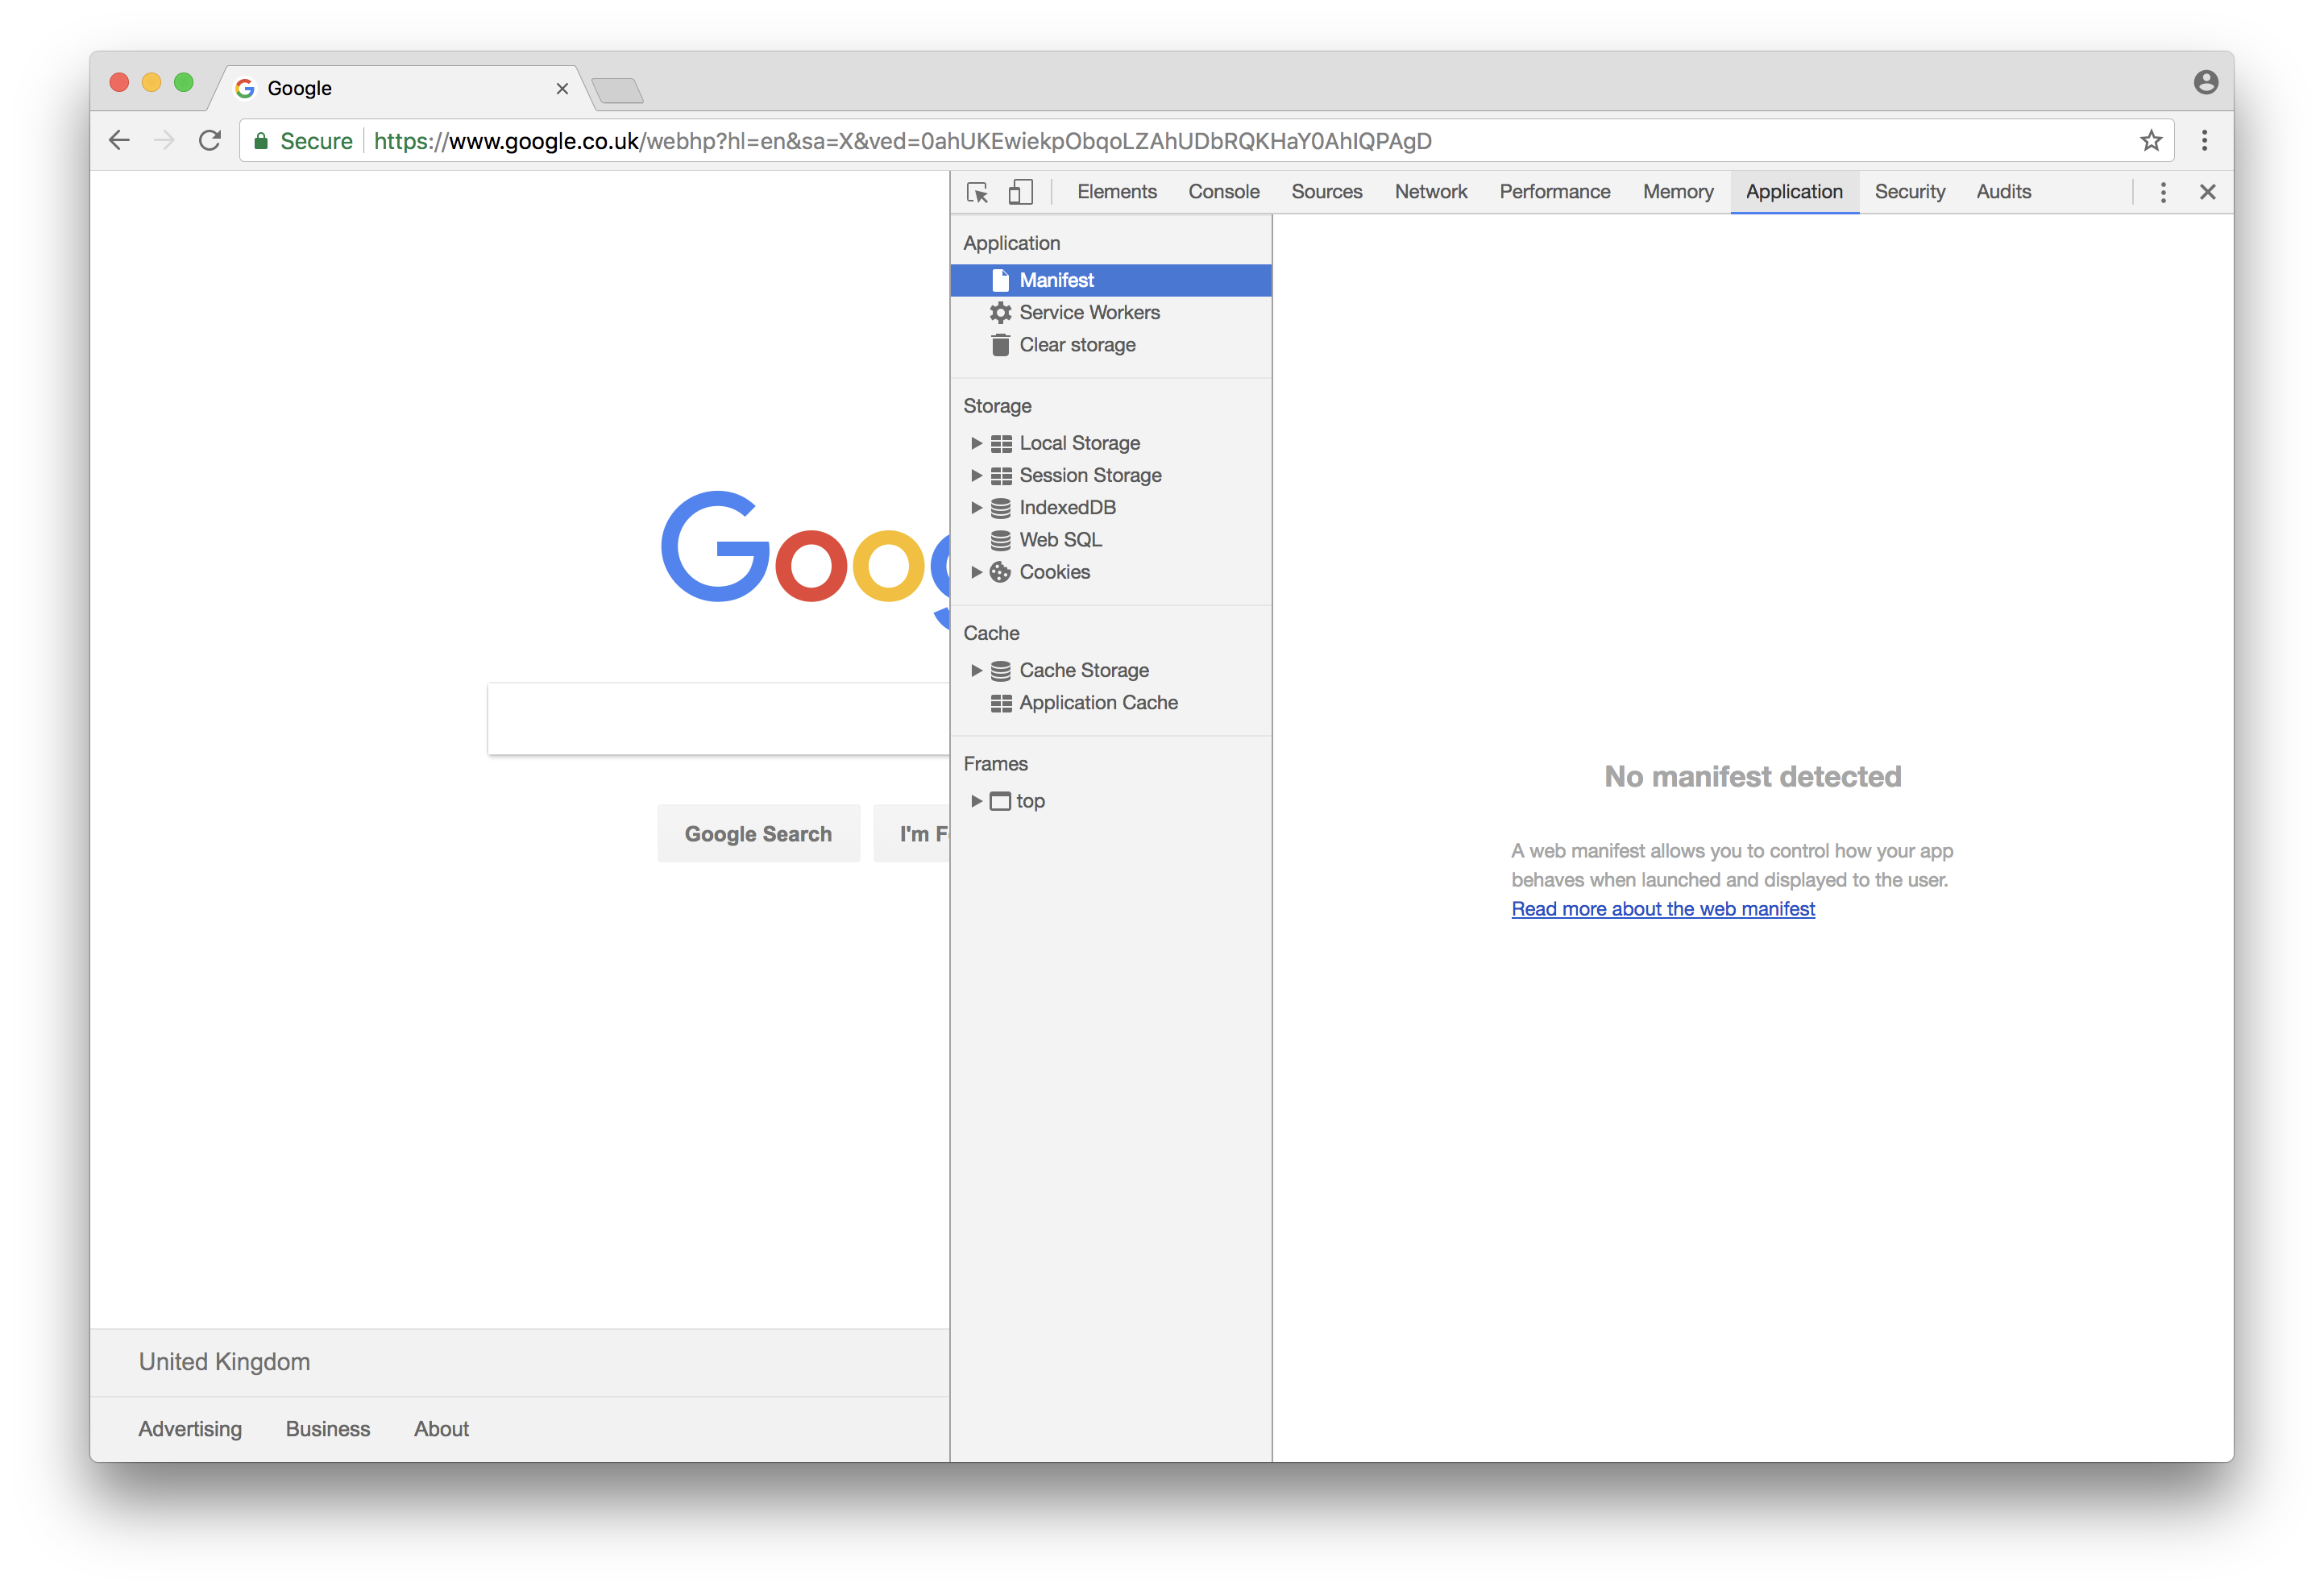 Google
Secure https://www.google.co.uk/webhp?hl=en&sa=X&ved=0ahUKEwiekpObqoLZAhUDbRQKHaY0AhIQPAgD
Elements Console Sources Network Performance Memory Application Security Audits
Goog
Google Search I'm F
United Kingdom
Advertising Business About
Application
Manifest
Service Workers
Clear storage
Storage
Local Storage
Session Storage
IndexedDB
Web SQL
Cookies
Cache
Cache Storage
Application Cache
Frames
top
No manifest detected
A web manifest allows you to control how your app
behaves when launched and displayed to the user.
Read more about the web manifest